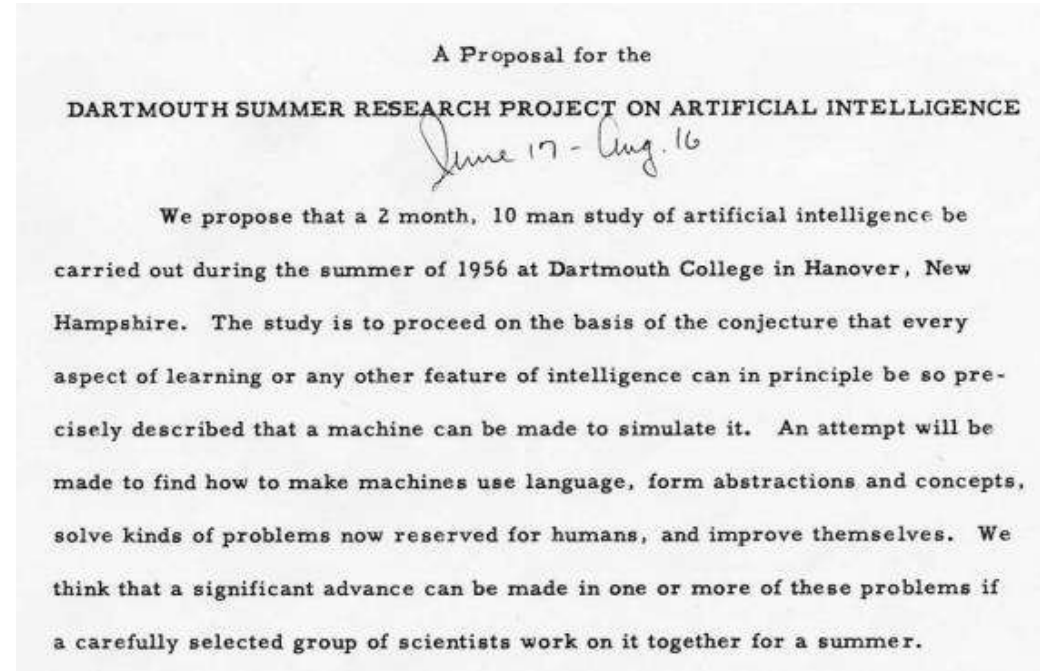 A Proposal for the
DARTMOUTH SUMMER RESEARCH PROJECT ON ARTIFICIAL INTELLIGENCE
June 17 - Aug. 16
We propose that a 2 month, 10 man study of artificial intelligence be
carried out during the summer of 1956 at Dartmouth College in Hanover, New
Hampshire. The study is to proceed on the basis of the conjecture that every
aspect of learning or any other feature of intelligence can in principle be so pre-
cisely described that a machine can be made to simulate it. An attempt will be
made to find how to make machines use language, form abstractions and concepts,
solve kinds of problems now reserved for humans, and improve themselves. We
think that a significant advance can be made in one or more of these problems if
a carefully selected group of scientists work on it together for a summer.